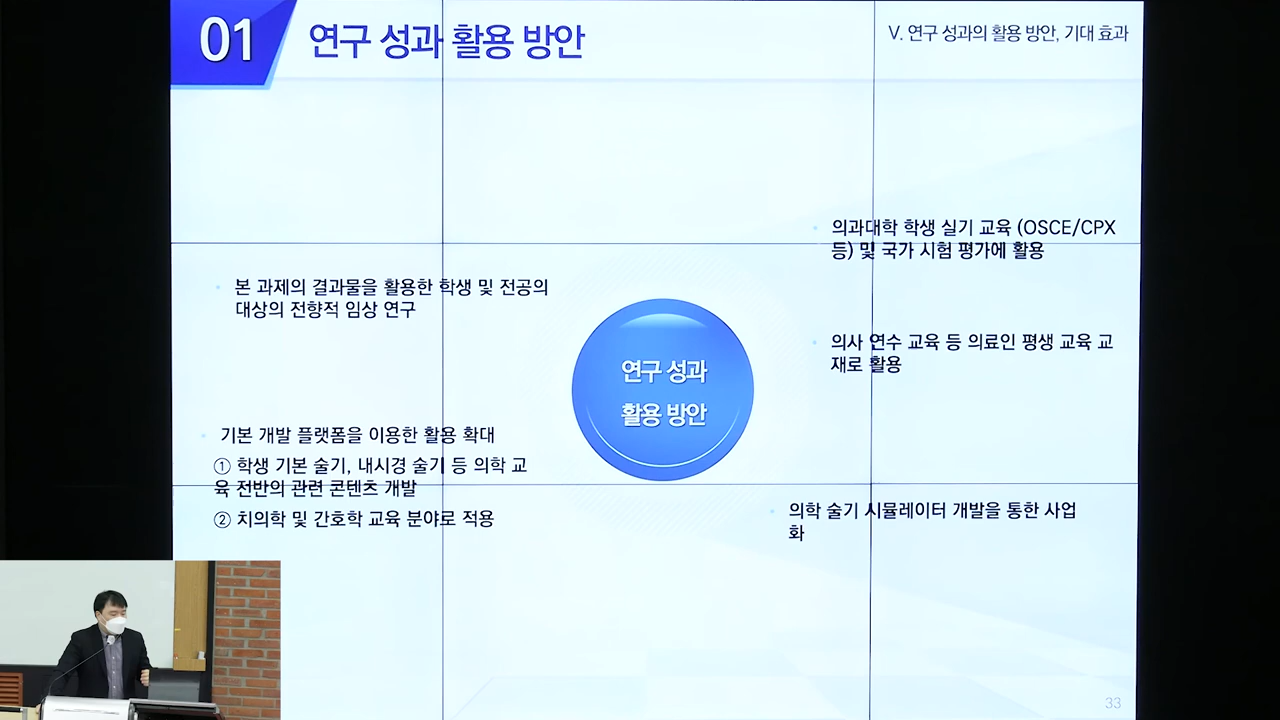 01
연구 성과 활용 방안
V. 연구 성과의 활용 방안, 기대 효과
본 과제의 결과물을 활용한 학생 및 전공의
대상의 전향적 임상 연구
기본 개발 플랫폼을 이용한 활용 확대
① 학생 기본 술기, 내시경 술기 등 의학 교
육 전반의 관련 콘텐츠 개발
② 치의학 및 간호학 교육 분야로 적용
연구 성과
활용 방안
의과대학 학생 실기 교육 (OSCE/CPX
등) 및 국가 시험 평가에 활용
의사 연수 교육 등 의료인 평생 교육 교
재로 활용
의학 술기 시뮬레이터 개발을 통한 사업
화
33